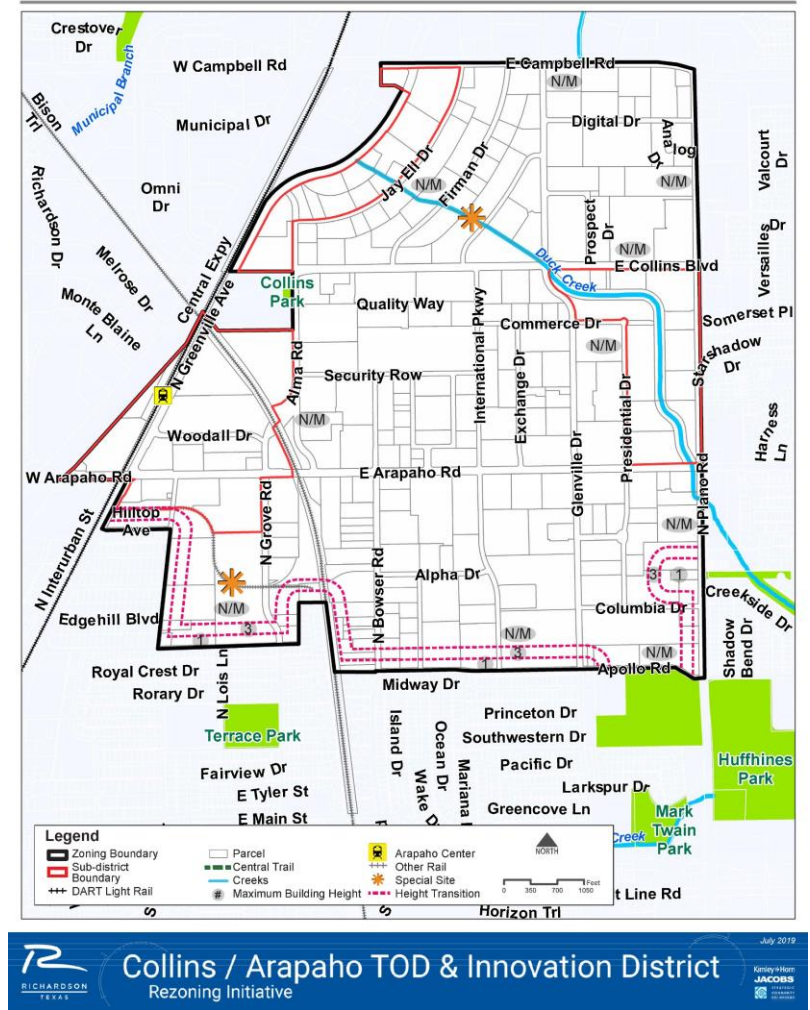 Crestover
Dr
Municipal Branch
W Campbell Rd
E Campbell Rd
N/M
Bison
Trl
Municipal Dr
Digital Dr
Ana
log
Dr
Valcourt
Dr
Omni
Dr
Richardson Dr
Jay Ell Dr
N/M
Firman Dr
N/M
Melrose Dr
Central Expy
Prospect
Dr
N/M
Versailles Dr
Duck Creek
E Collins Blvd
Monte Blaine
Ln
N Greenville Ave
Collins
Park
Quality Way
International Pkwy
Commerce Dr
Somerset Pl
Starshadow
Dr
Alma Rd
Security Row
Exchange Dr
N/M
Presidential Dr
Glenville Dr
Harness
Ln
N/M
Woodall Dr
W Arapaho Rd
E Arapaho Rd
N Plano Rd
Hilltop
Ave
N Grove Rd
N/M
N Interurban St
N Bowser Rd
Alpha Dr
3
1
Creekside Dr
Edgehill Blvd
N/M
Columbia Dr
1
3
N/M
3
1
N/M
Apollo Rd
Shadow
Bend Dr
Royal Crest Dr
Rorary Dr
N Lois Ln
Midway Dr
Terrace Park
Island Dr
Ocean Dr
Wake Dr
Mariana
Princeton Dr
Southwestern Dr
Pacific Dr
Huffhines
Park
Fairview Dr
E Tyler St
E Main St
Larkspur Dr
Greencove Ln
Mark
Twain
Park
Creek
Legend
Zoning Boundary
Sub-district
Boundary
DART Light Rail
Parcel
Central Trail
Creeks
# Maximum Building Height
Arapaho Center
Other Rail
Special Site
Height Transition
NORTH
0 350 700 1050 Feet
t Line Rd
Horizon Trl
S
S
July 2019
RICHARDSON
TEXAS
Collins / Arapaho TOD & Innovation District
Rezoning Initiative
Kimley»Horn
JACOBS